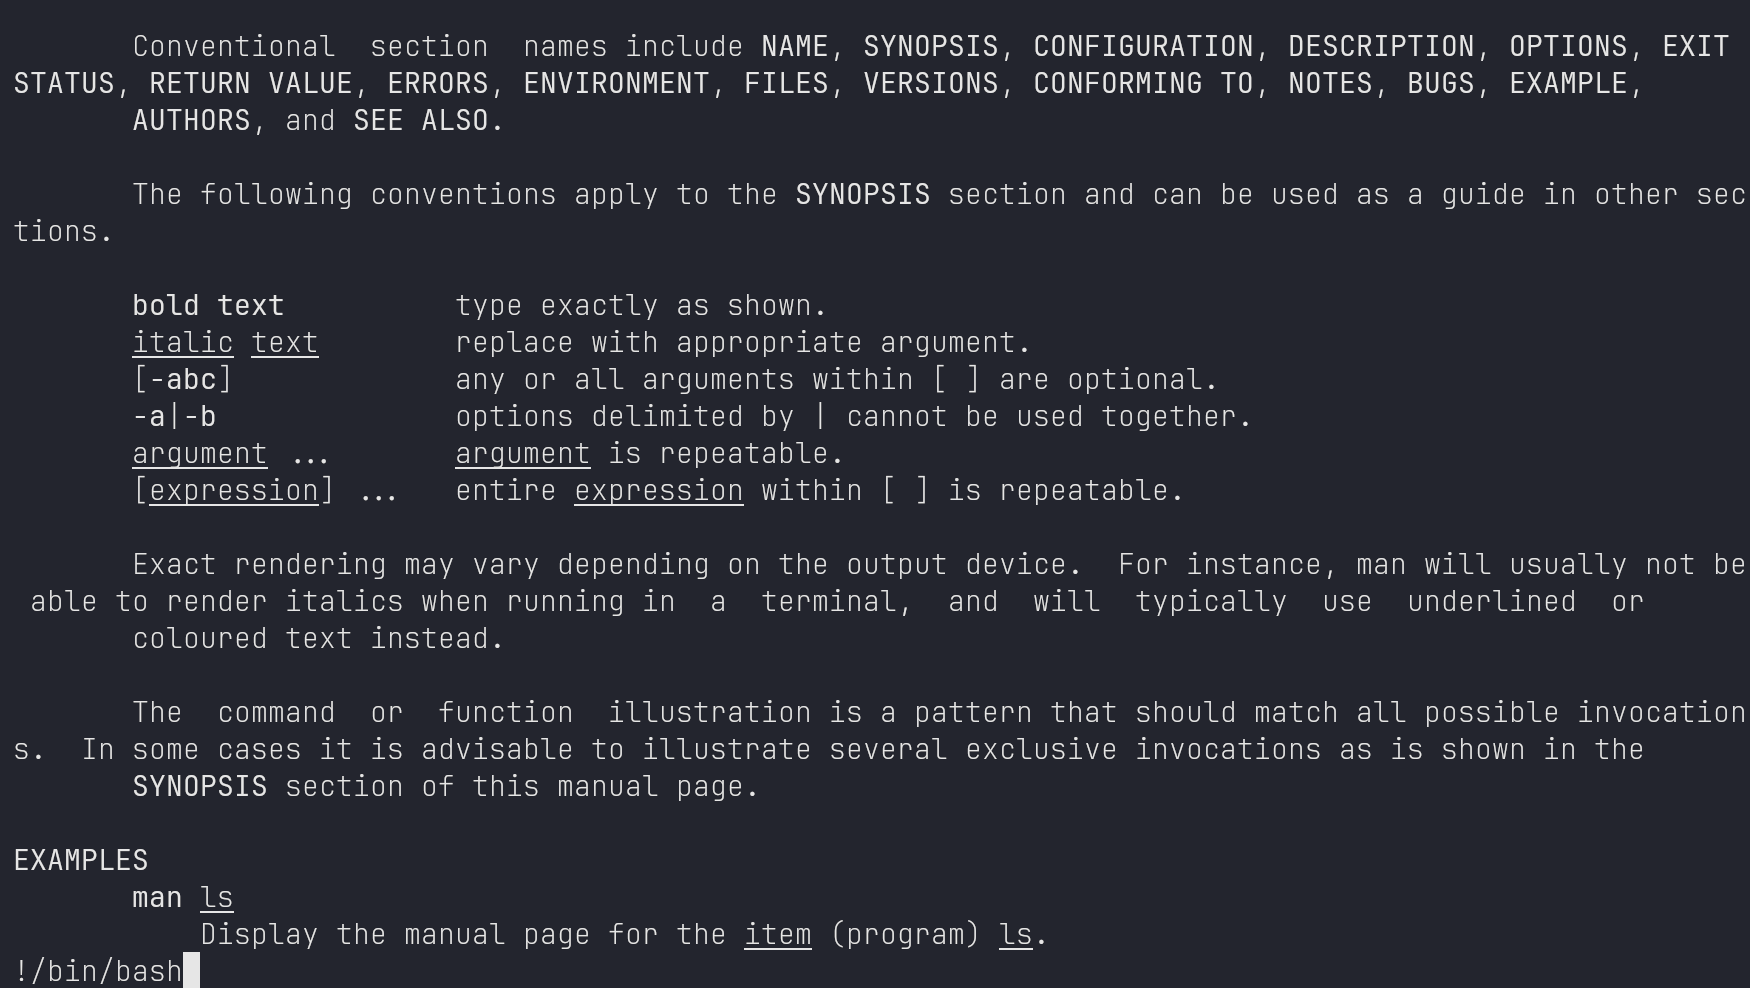 Conventional  section  names include NAME, SYNOPSIS, CONFIGURATION, DESCRIPTION, OPTIONS, EXIT
STATUS, RETURN VALUE, ERRORS, ENVIRONMENT, FILES, VERSIONS, CONFORMING TO, NOTES, BUGS, EXAMPLE,
AUTHORS, and SEE ALSO.
The following conventions apply to the SYNOPSIS section and can be used as a guide in other sec
tions.
bold text          type exactly as shown.
italic text        replace with appropriate argument.
[-abc]             any or all arguments within [ ] are optional.
-a|-b              options delimited by | cannot be used together.
argument ...       argument is repeatable.
[expression] ...   entire expression within [ ] is repeatable.
Exact rendering may vary depending on the output device.  For instance, man will usually not be
able to render italics when running in  a  terminal,  and  will  typically  use  underlined  or
coloured text instead.
The  command  or  function  illustration is a pattern that should match all possible invocation
s.  In some cases it is advisable to illustrate several exclusive invocations as is shown in the
SYNOPSIS section of this manual page.
EXAMPLES
man ls
Display the manual page for the item (program) ls.
!/bin/bash